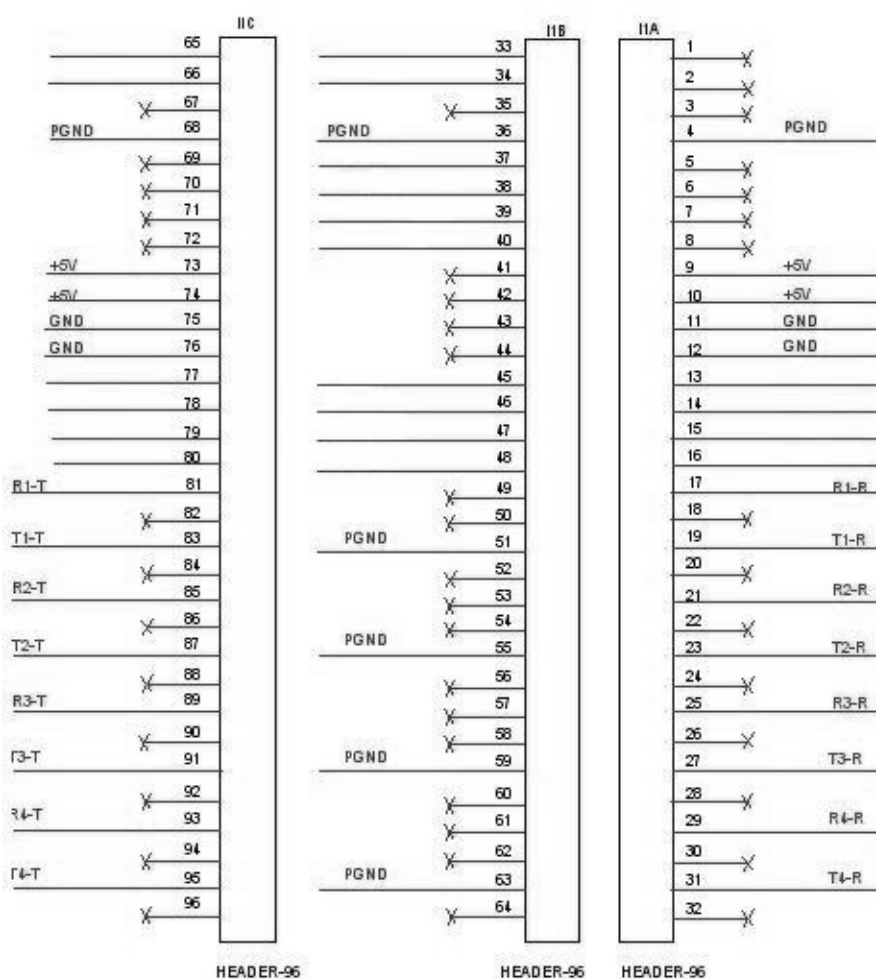 I1C I1B I1A
65 33 1
66 34 2
67 35 3
PGND 68 PGND 36 4 PGND
69 37 5
70 38 6
71 39 7
72 40 8
+5V 73 41 9 +5V
+5V 74 42 10 +5V
GND 75 43 11 GND
GND 76 44 12 GND
77 45 13
78 46 14
79 47 15
80 48 16
R1-T 81 49 17 R1-R
82 50 18
T1-T 83 PGND 51 19 T1-R
84 52 20
R2-T 85 53 21 R2-R
86 54 22
T2-T 87 PGND 55 23 T2-R
88 56 24
R3-T 89 57 25 R3-R
90 58 26
T3-T 91 PGND 59 27 T3-R
92 60 28
R4-T 93 61 29 R4-R
94 62 30
T4-T 95 PGND 63 31 T4-R
96 64 32
HEADER-96 HEADER-96 HEADER-96